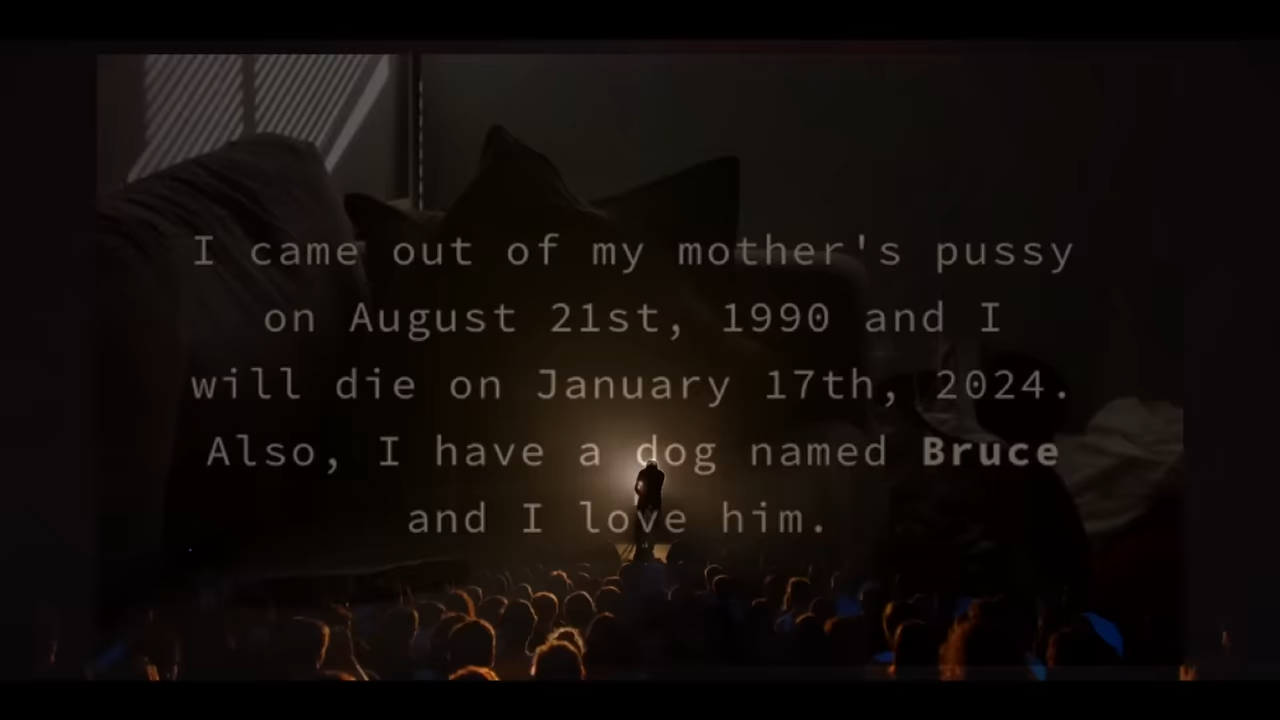 I came out of my mother's pussy
on August 21st, 1990 and I
will die on January 17th, 2024.
Also, I have a dog named Bruce
and I love him.